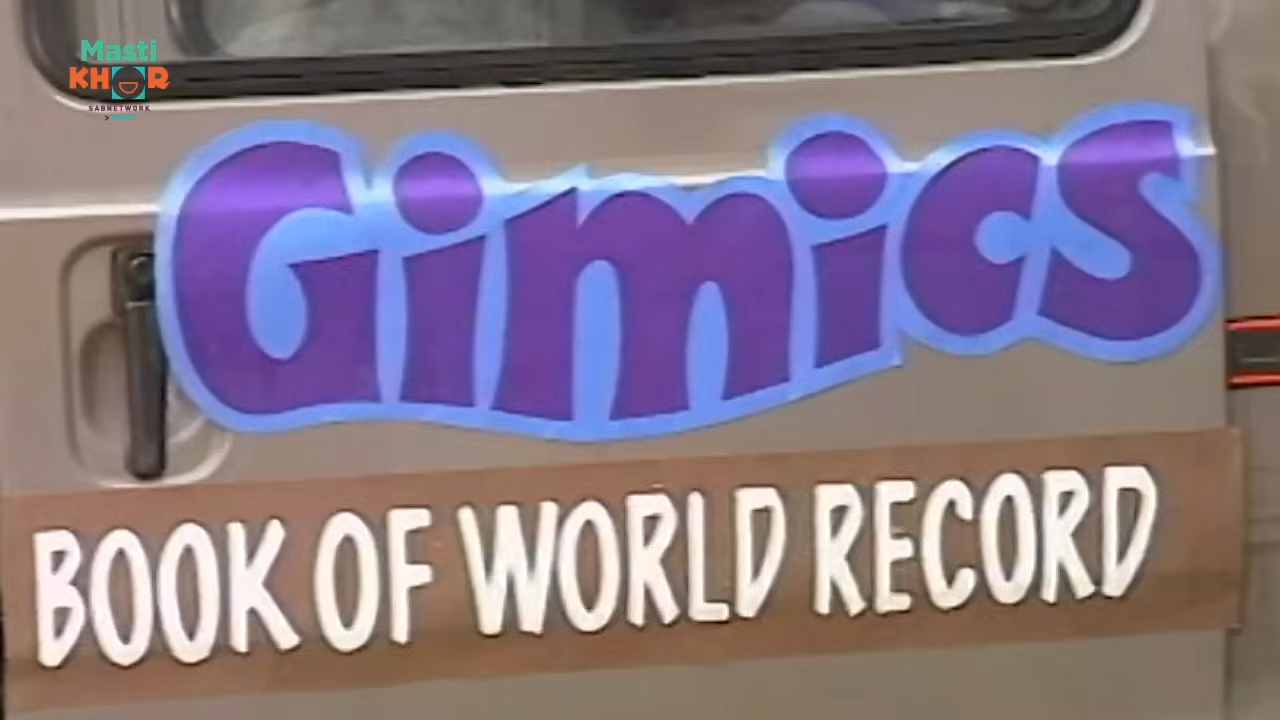 Masti
KHOR
SABNETWORK
Gimics
BOOK OF WORLD RECORD